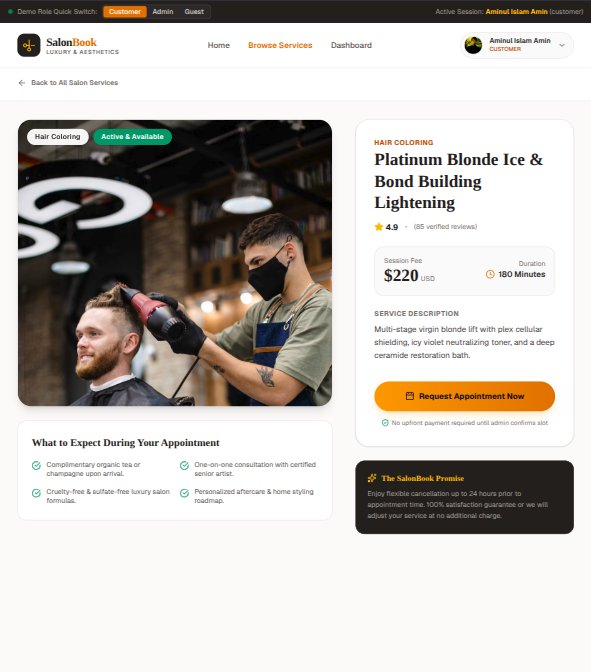 Demo Role Quick Switch: Customer Admin Guest
Active Session: Aminul Islam Amin (customer)
SalonBook
LUXURY & AESTHETICS
Home Browse Services Dashboard
Aminul Islam Amin
CUSTOMER
Back to All Salon Services
Hair Coloring Active & Available
What to Expect During Your Appointment
Complimentary organic tea or
champagne upon arrival.
One-on-one consultation with certified
senior artist.
Cruelty-free & sulfate-free luxury salon
formulas.
Personalized aftercare & home styling
roadmap.
HAIR COLORING
Platinum Blonde Ice &
Bond Building
Lightening
4.9 • (85 verified reviews)
Session Fee
$220 USD
Duration
180 Minutes
SERVICE DESCRIPTION
Multi-stage virgin blonde lift with plex cellular
shielding, icy violet neutralizing toner, and a deep
ceramide restoration bath.
Request Appointment Now
No upfront payment required until admin confirms slot
The SalonBook Promise
Enjoy flexible cancellation up to 24 hours prior to
appointment time. 100% satisfaction guarantee or we will
adjust your service at no additional charge.